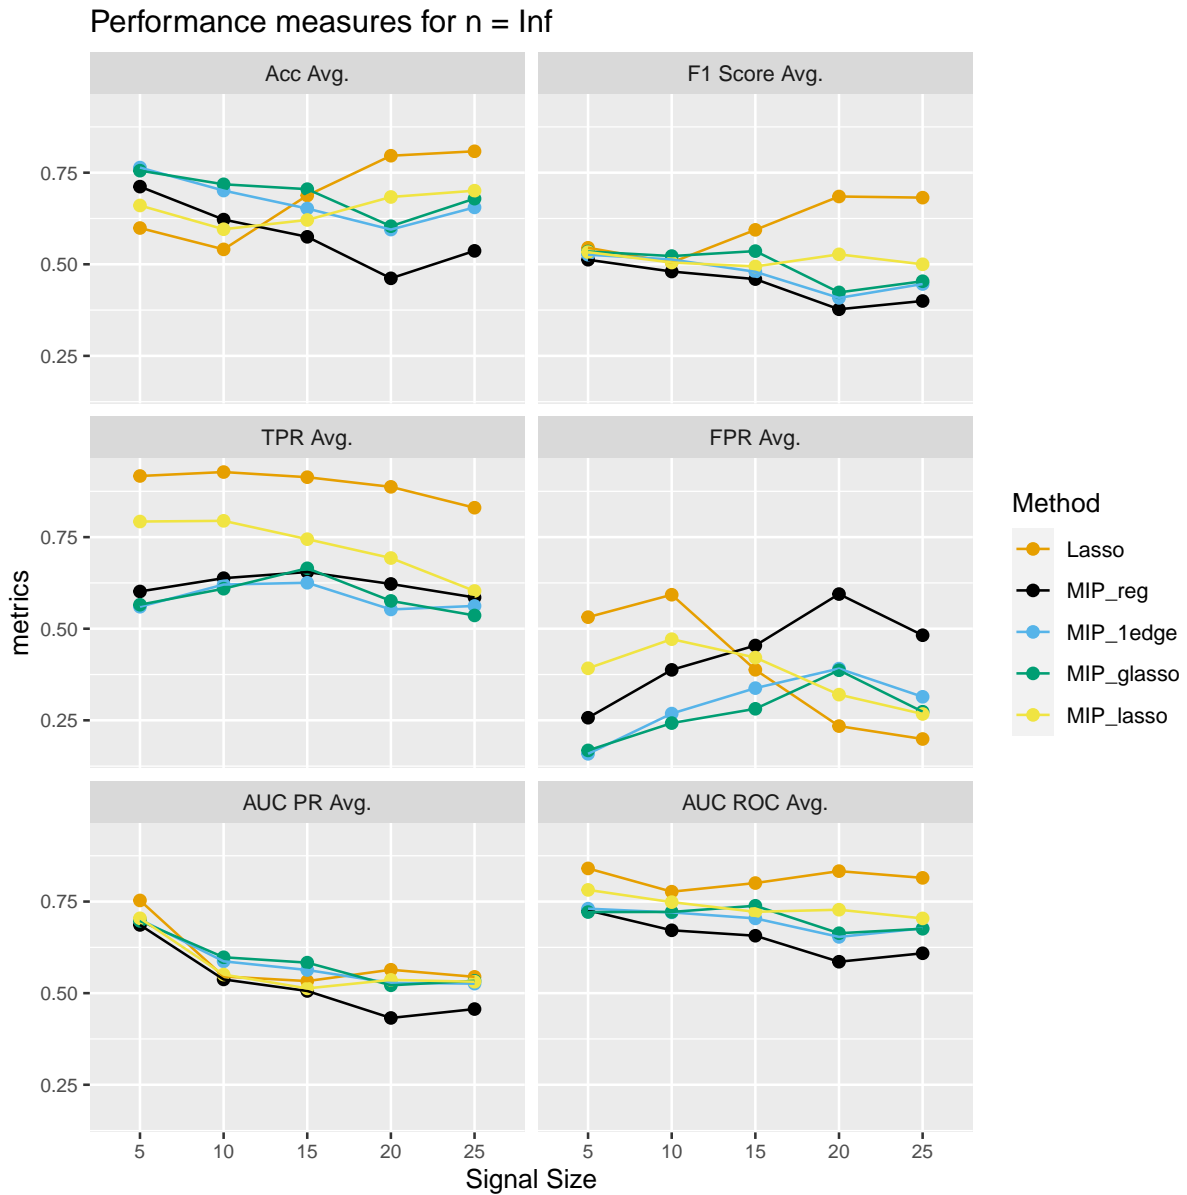 Performance measures for n = Inf
Acc Avg.
F1 Score Avg.
0.75
0.50
0.25
TPR Avg.
FPR Avg.
0.75
0.50
0.25
metrics
AUC PR Avg.
AUC ROC Avg.
0.75
0.50
0.25
5 10 15 20 25
5 10 15 20 25
Signal Size
Method
Lasso
MIP_reg
MIP_1edge
MIP_glasso
MIP_lasso